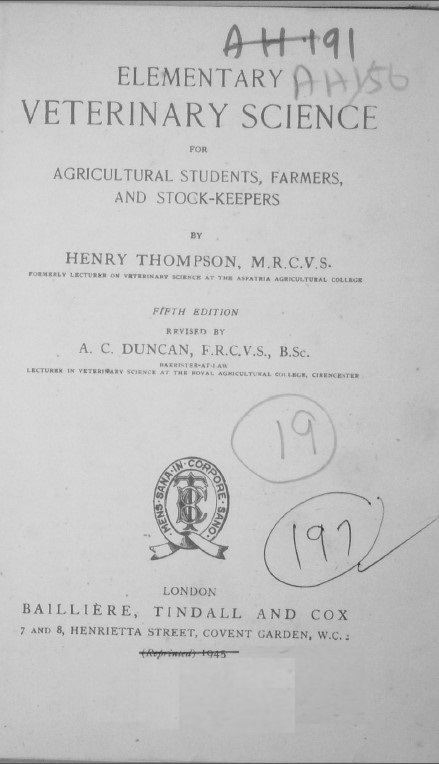 AH·191
ELEMENTARY AH/56
VETERINARY SCIENCE
FOR
AGRICULTURAL STUDENTS, FARMERS,
AND STOCK-KEEPERS
BY
HENRY THOMPSON, M.R.C.V.S.
FORMERLY LECTURER ON VETERINARY SCIENCE AT THE ASPATRIA AGRICULTURAL COLLEGE
FIFTH EDITION
REVISED BY
A. C. DUNCAN, F.R.C.V.S., B.Sc.
BARRISTER-AT-LAW
LECTURER IN VETERINARY SCIENCE AT THE ROYAL AGRICULTURAL COLLEGE, CIRENCESTER
19
MENS·SANA·IN·CORPORE·SANO·
197
LONDON
BAILLIÈRE, TINDALL AND COX
7 AND 8, HENRIETTA STREET, COVENT GARDEN, W.C. 2
(Reprinted) 1945